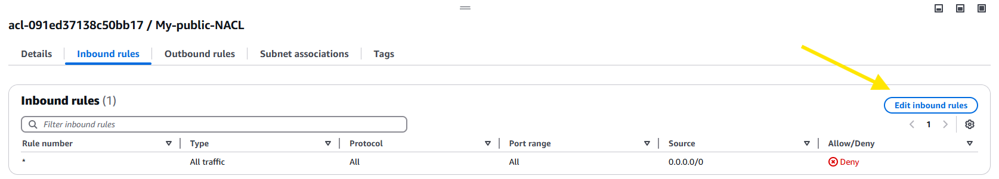 acl-091ed37138c50bb17 / My-public-NACL
Details Inbound rules Outbound rules Subnet associations Tags
Inbound rules (1)
Edit inbound rules
Filter inbound rules
1
Rule number Type Protocol Port range Source Allow/Deny
* All traffic All All 0.0.0.0/0 Deny